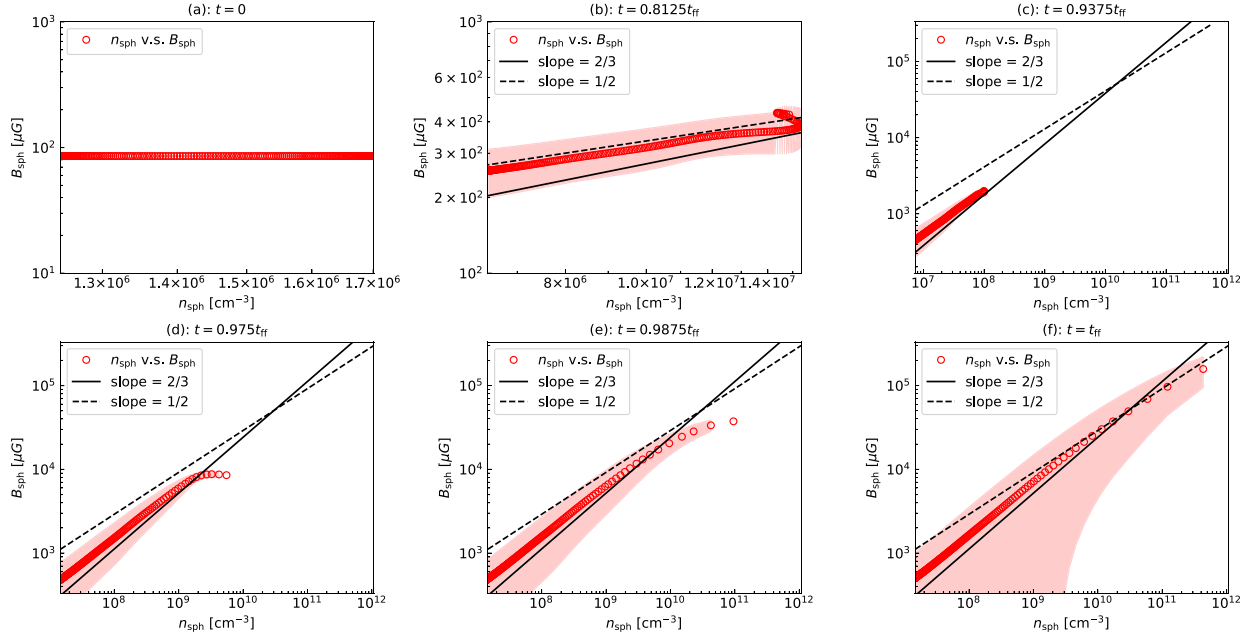 (a): t = 0
10³
10²
10¹
B_sph [μG]
n_sph v.s. B_sph
1.3×10⁶ 1.4×10⁶ 1.5×10⁶ 1.6×10⁶ 1.7×10⁶
n_sph [cm⁻³]
(b): t = 0.8125t_ff
10³
6 × 10²
4 × 10²
3 × 10²
2 × 10²
10²
B_sph [μG]
n_sph v.s. B_sph
slope = 2/3
slope = 1/2
8×10⁶ 1.0×10⁷ 1.2×10⁷ 1.4×10⁷
n_sph [cm⁻³]
(c): t = 0.9375t_ff
10⁵
10⁴
10³
B_sph [μG]
n_sph v.s. B_sph
slope = 2/3
slope = 1/2
10⁷ 10⁸ 10⁹ 10¹⁰ 10¹¹ 10¹²
n_sph [cm⁻³]
(d): t = 0.975t_ff
10⁵
10⁴
10³
B_sph [μG]
n_sph v.s. B_sph
slope = 2/3
slope = 1/2
10⁸ 10⁹ 10¹⁰ 10¹¹ 10¹²
n_sph [cm⁻³]
(e): t = 0.9875t_ff
10⁵
10⁴
10³
B_sph [μG]
n_sph v.s. B_sph
slope = 2/3
slope = 1/2
10⁸ 10⁹ 10¹⁰ 10¹¹ 10¹²
n_sph [cm⁻³]
(f): t = t_ff
10⁵
10⁴
10³
B_sph [μG]
n_sph v.s. B_sph
slope = 2/3
slope = 1/2
10⁸ 10⁹ 10¹⁰ 10¹¹ 10¹²
n_sph [cm⁻³]